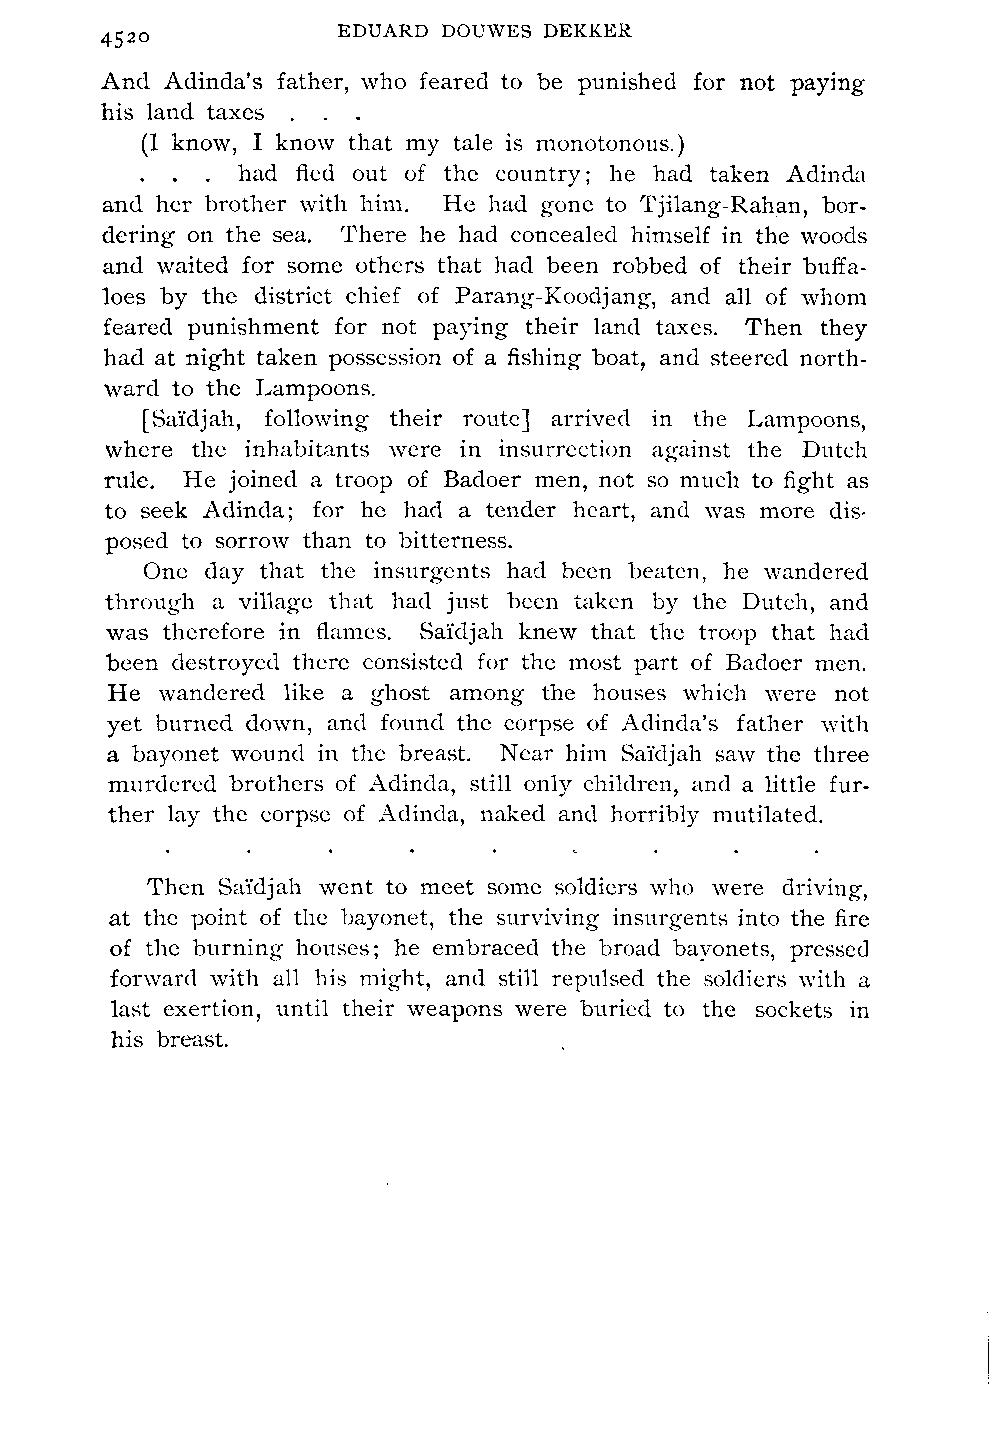 4520 EDUARD DOUWES DEKKER
And Adinda's father, who feared to be punished for not paying
his land taxes . . .
(I know, I know that my tale is monotonous.)
. . . had fled out of the country; he had taken Adinda
and her brother with him. He had gone to Tjilang-Rahan, bor-
dering on the sea. There he had concealed himself in the woods
and waited for some others that had been robbed of their buffa-
loes by the district chief of Parang-Koodjang, and all of whom
feared punishment for not paying their land taxes. Then they
had at night taken possession of a fishing boat, and steered north-
ward to the Lampoons.
[Saïdjah, following their route] arrived in the Lampoons,
where the inhabitants were in insurrection against the Dutch
rule. He joined a troop of Badoer men, not so much to fight as
to seek Adinda; for he had a tender heart, and was more dis-
posed to sorrow than to bitterness.
One day that the insurgents had been beaten, he wandered
through a village that had just been taken by the Dutch, and
was therefore in flames. Saïdjah knew that the troop that had
been destroyed there consisted for the most part of Badoer men.
He wandered like a ghost among the houses which were not
yet burned down, and found the corpse of Adinda's father with
a bayonet wound in the breast. Near him Saïdjah saw the three
murdered brothers of Adinda, still only children, and a little fur-
ther lay the corpse of Adinda, naked and horribly mutilated.
. . . . . . . . .
Then Saïdjah went to meet some soldiers who were driving,
at the point of the bayonet, the surviving insurgents into the fire
of the burning houses; he embraced the broad bayonets, pressed
forward with all his might, and still repulsed the soldiers with a
last exertion, until their weapons were buried to the sockets in
his breast.